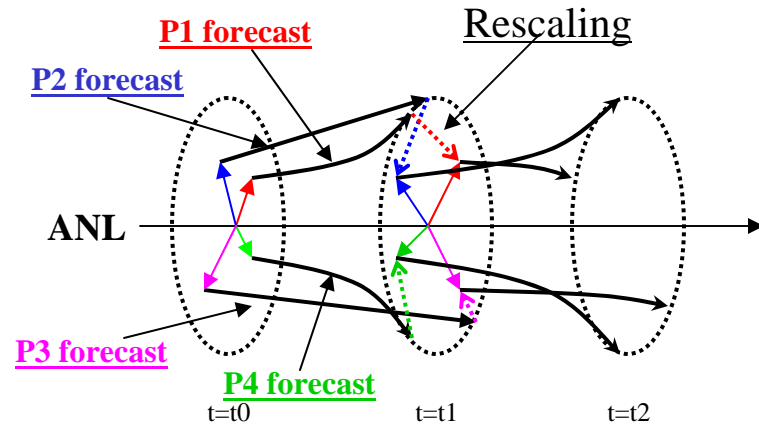 P1 forecast
Rescaling
P2 forecast
ANL
P3 forecast
P4 forecast
t=t0
t=t1
t=t2